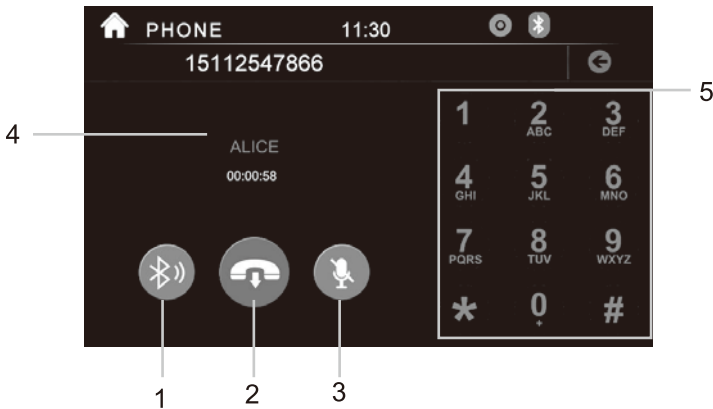 PHONE 11:30
15112547866
5
1 2 3
ABC DEF
4
ALICE
00:00:58
4 5 6
GHI JKL MNO
7 8 9
PQRS TUV WXYZ
* 0 #
+
1 2 3